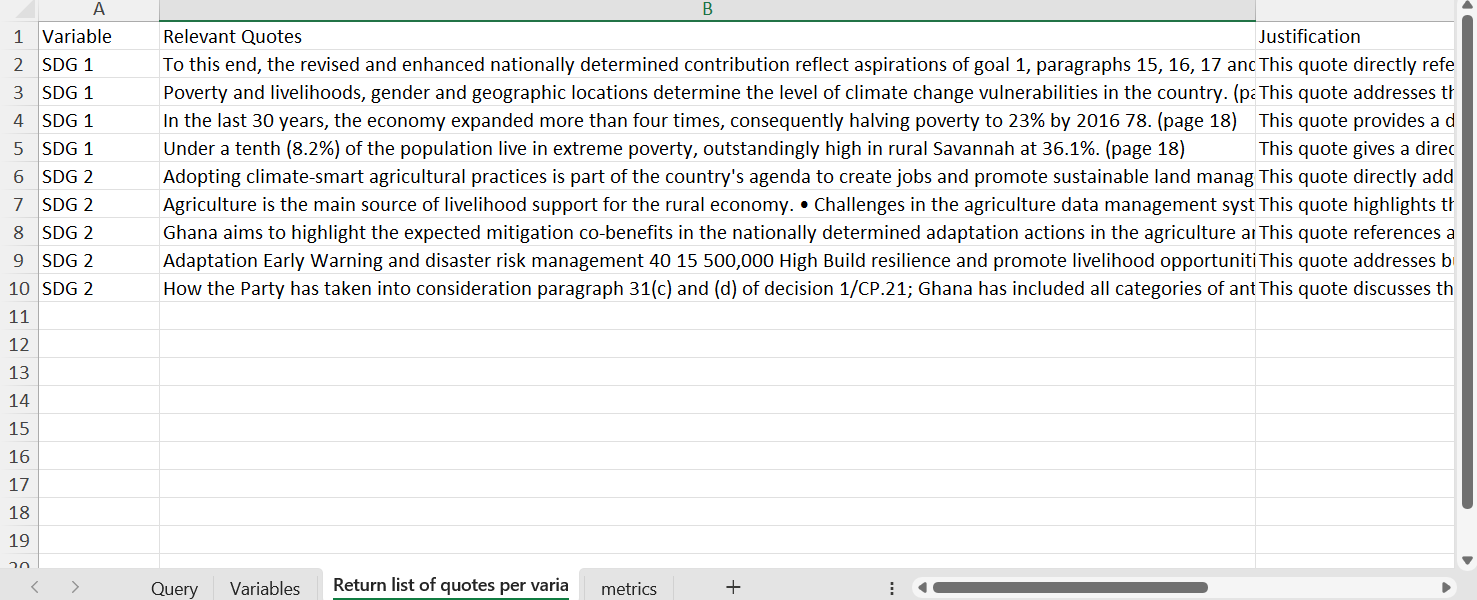 A B
1 Variable Relevant Quotes Justification
2 SDG 1 To this end, the revised and enhanced nationally determined contribution reflect aspirations of goal 1, paragraphs 15, 16, 17 and This quote directly refe
3 SDG 1 Poverty and livelihoods, gender and geographic locations determine the level of climate change vulnerabilities in the country. (pa This quote addresses th
4 SDG 1 In the last 30 years, the economy expanded more than four times, consequently halving poverty to 23% by 2016 78. (page 18) This quote provides a d
5 SDG 1 Under a tenth (8.2%) of the population live in extreme poverty, outstandingly high in rural Savannah at 36.1%. (page 18) This quote gives a direc
6 SDG 2 Adopting climate-smart agricultural practices is part of the country's agenda to create jobs and promote sustainable land manag This quote directly add
7 SDG 2 Agriculture is the main source of livelihood support for the rural economy. • Challenges in the agriculture data management syst This quote highlights th
8 SDG 2 Ghana aims to highlight the expected mitigation co-benefits in the nationally determined adaptation actions in the agriculture ar This quote references a
9 SDG 2 Adaptation Early Warning and disaster risk management 40 15 500,000 High Build resilience and promote livelihood opportuniti This quote addresses bu
10 SDG 2 How the Party has taken into consideration paragraph 31(c) and (d) of decision 1/CP.21; Ghana has included all categories of ant This quote discusses th
11
12
13
14
15
16
17
18
19
20
Query Variables Return list of quotes per varia metrics +